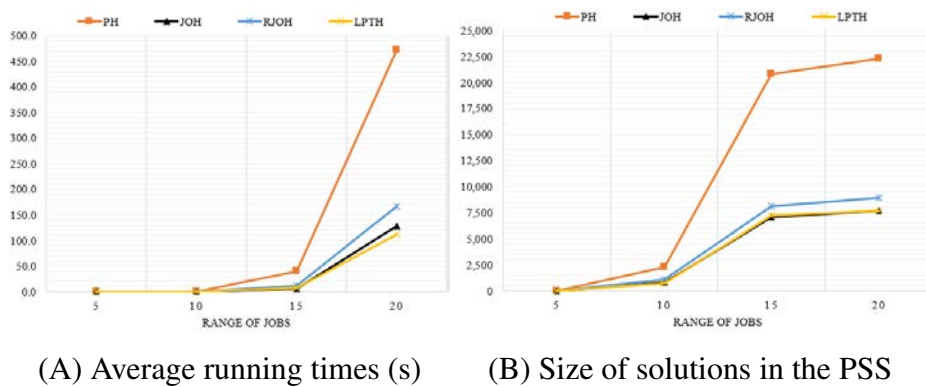 PH JOH RJOH LPTH
500.0
450.0
400.0
350.0
300.0
250.0
200.0
150.0
100.0
50.0
0.0
5 10 15 20
RANGE OF JOBS
(A) Average running times (s)
PH JOH RJOH LPTH
25,000
22,500
20,000
17,500
15,000
12,500
10,000
7,500
5,000
2,500
0
5 10 15 20
RANGE OF JOBS
(B) Size of solutions in the PSS